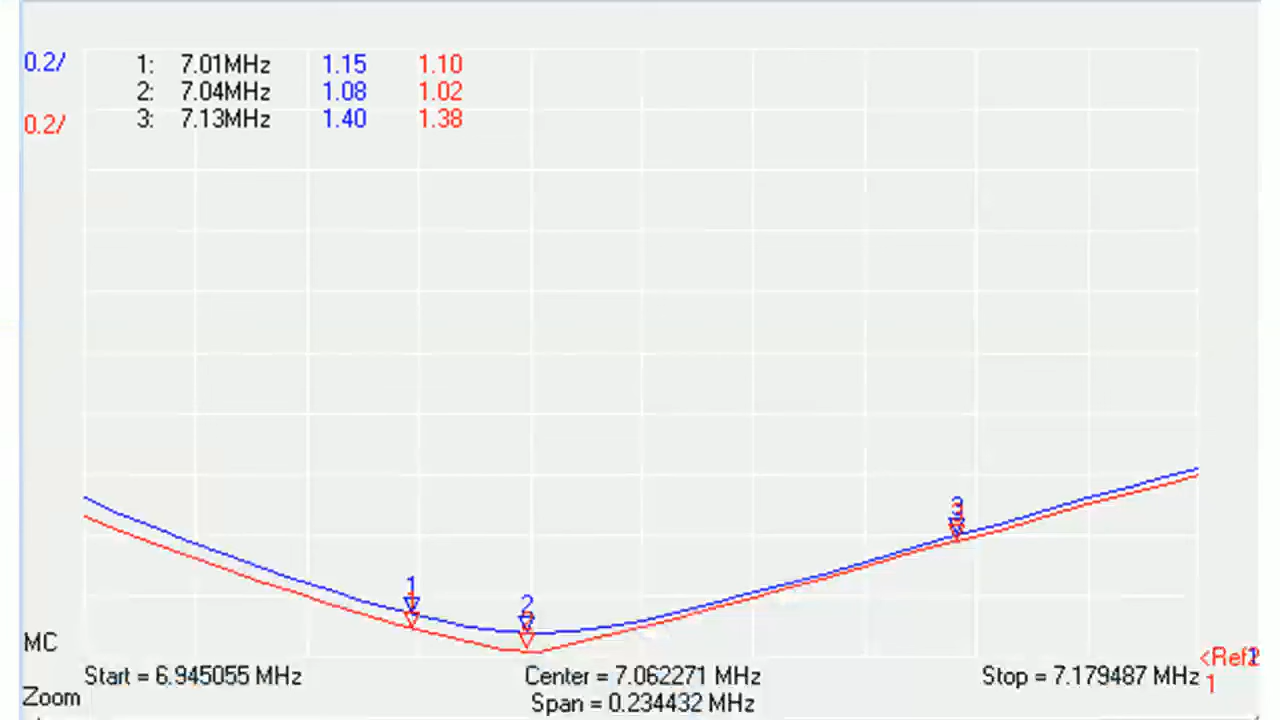 0.2/ 1: 7.01MHz 1.15 1.10
2: 7.04MHz 1.08 1.02
0.2/ 3: 7.13MHz 1.40 1.38
1
2
3
MC
<Ref
Start = 6.945055 MHz Center = 7.062271 MHz Stop = 7.179487 MHz 1
Zoom Span = 0.234432 MHz